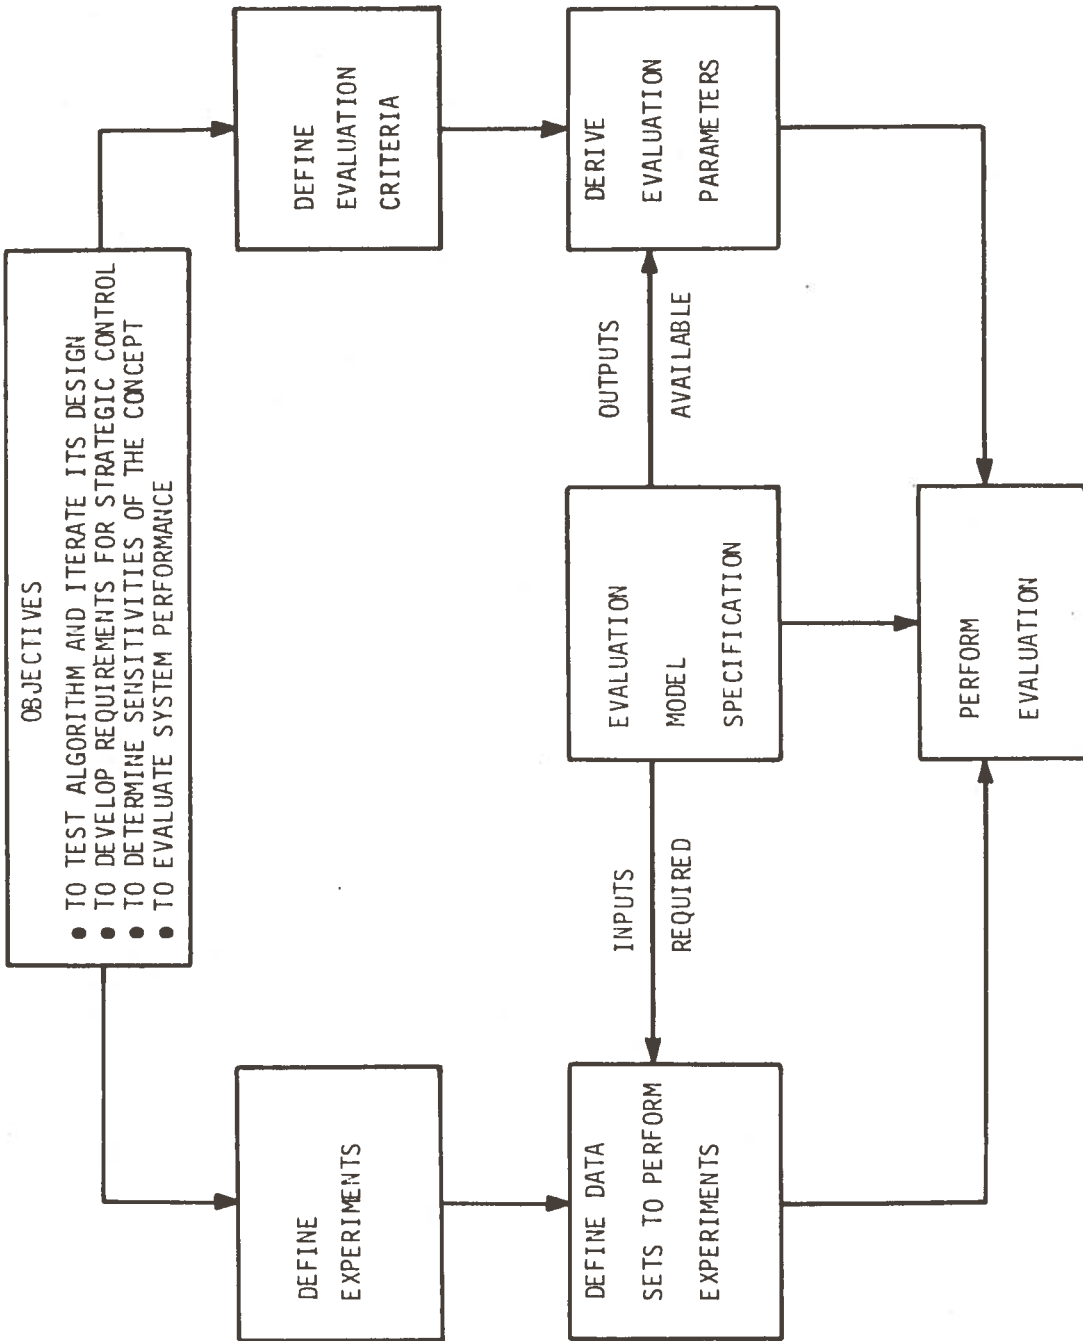 OBJECTIVES
● TO TEST ALGORITHM AND ITERATE ITS DESIGN
● TO DEVELOP REQUIREMENTS FOR STRATEGIC CONTROL
● TO DETERMINE SENSITIVITIES OF THE CONCEPT
● TO EVALUATE SYSTEM PERFORMANCE
DEFINE
EXPERIMENTS
DEFINE
EVALUATION
CRITERIA
DEFINE DATA
SETS TO PERFORM
EXPERIMENTS
INPUTS
REQUIRED
EVALUATION
MODEL
SPECIFICATION
OUTPUTS
AVAILABLE
DERIVE
EVALUATION
PARAMETERS
PERFORM
EVALUATION